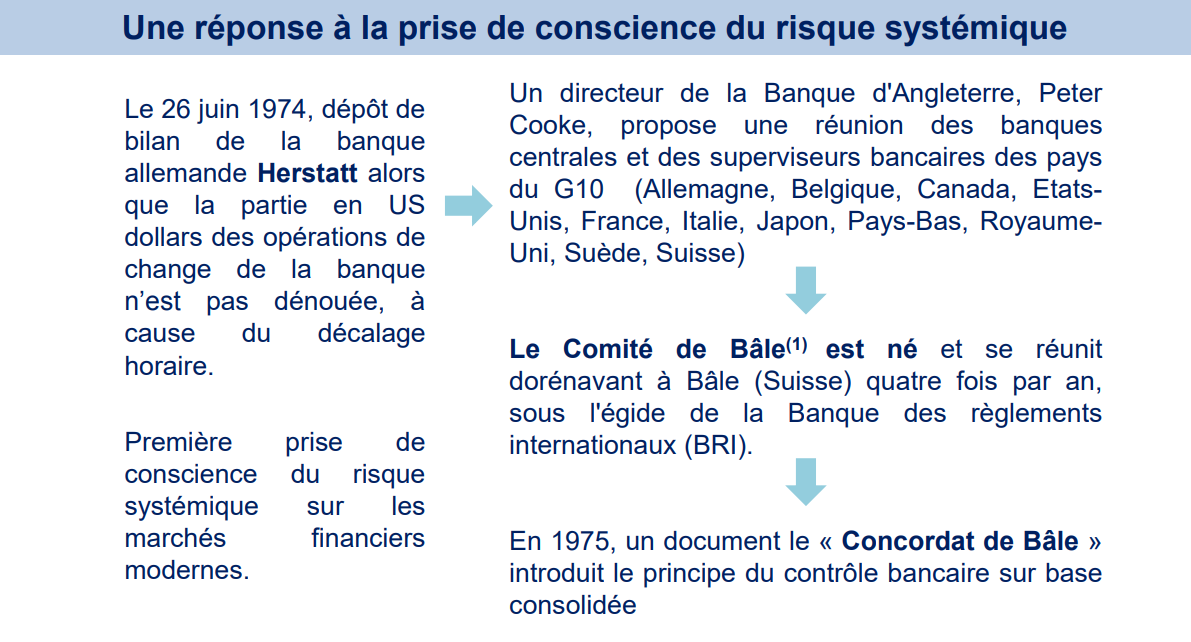 Une réponse à la prise de conscience du risque systémique
Le 26 juin 1974, dépôt de
bilan de la banque
allemande Herstatt alors
que la partie en US
dollars des opérations de
change de la banque
n’est pas dénouée, à
cause du décalage
horaire.
Première prise de
conscience du risque
systémique sur les
marchés financiers
modernes.
Un directeur de la Banque d'Angleterre, Peter
Cooke, propose une réunion des banques
centrales et des superviseurs bancaires des pays
du G10 (Allemagne, Belgique, Canada, Etats-
Unis, France, Italie, Japon, Pays-Bas, Royaume-
Uni, Suède, Suisse)
Le Comité de Bâle(1) est né et se réunit
dorénavant à Bâle (Suisse) quatre fois par an,
sous l'égide de la Banque des règlements
internationaux (BRI).
En 1975, un document le « Concordat de Bâle »
introduit le principe du contrôle bancaire sur base
consolidée